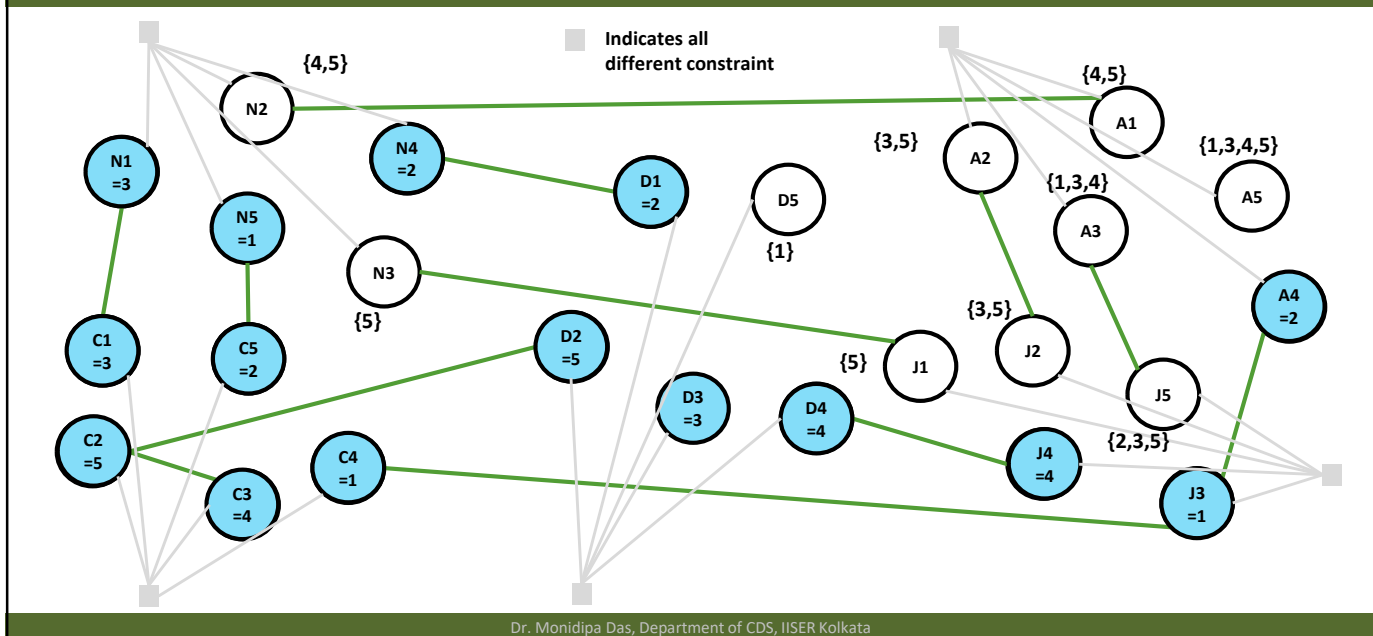 Indicates all
different constraint
{4,5}
N2
{4,5}
A1
N1
=3
N4
=2
{3,5}
A2
{1,3,4,5}
A5
D1
=2
D5
{1}
{1,3,4}
A3
N5
=1
N3
{5}
A4
=2
C1
=3
C5
=2
D2
=5
{3,5}
J2
{5}
J1
J5
{2,3,5}
D3
=3
D4
=4
C2
=5
C4
=1
J4
=4
C3
=4
J3
=1
Dr. Monidipa Das, Department of CDS, IISER Kolkata